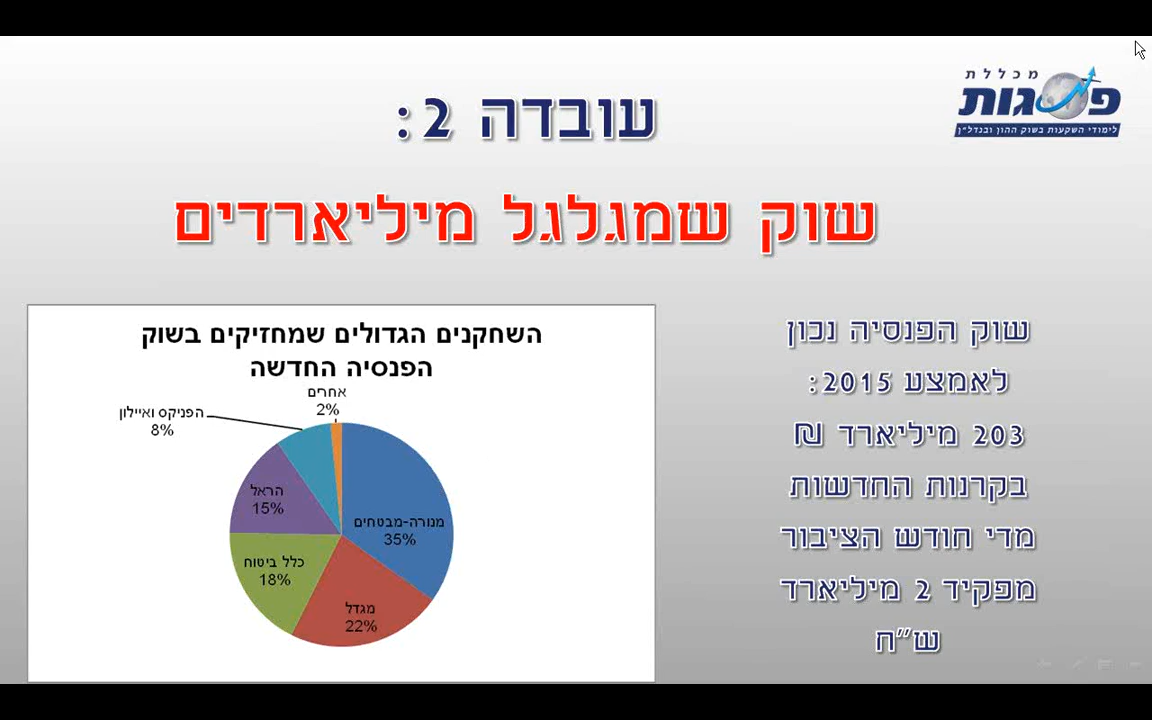 מכללת
פסגות
לימודי השקעות בשוק ההון ובנדל"ן
עובדה 2:
שוק שמגלגל מיליארדים
שוק הפנסיה נכון
לאמצע 2015:
203 מיליארד ₪
בקרנות החדשות
מדי חודש הציבור
מפקיד 2 מיליארד
ש"ח
השחקנים הגדולים שמחזיקים בשוק
הפנסיה החדשה
אחרים
2%
הפניקס ואיילון
8%
הראל
15%
מנורה-מבטחים
35%
כלל ביטוח
18%
מגדל
22%